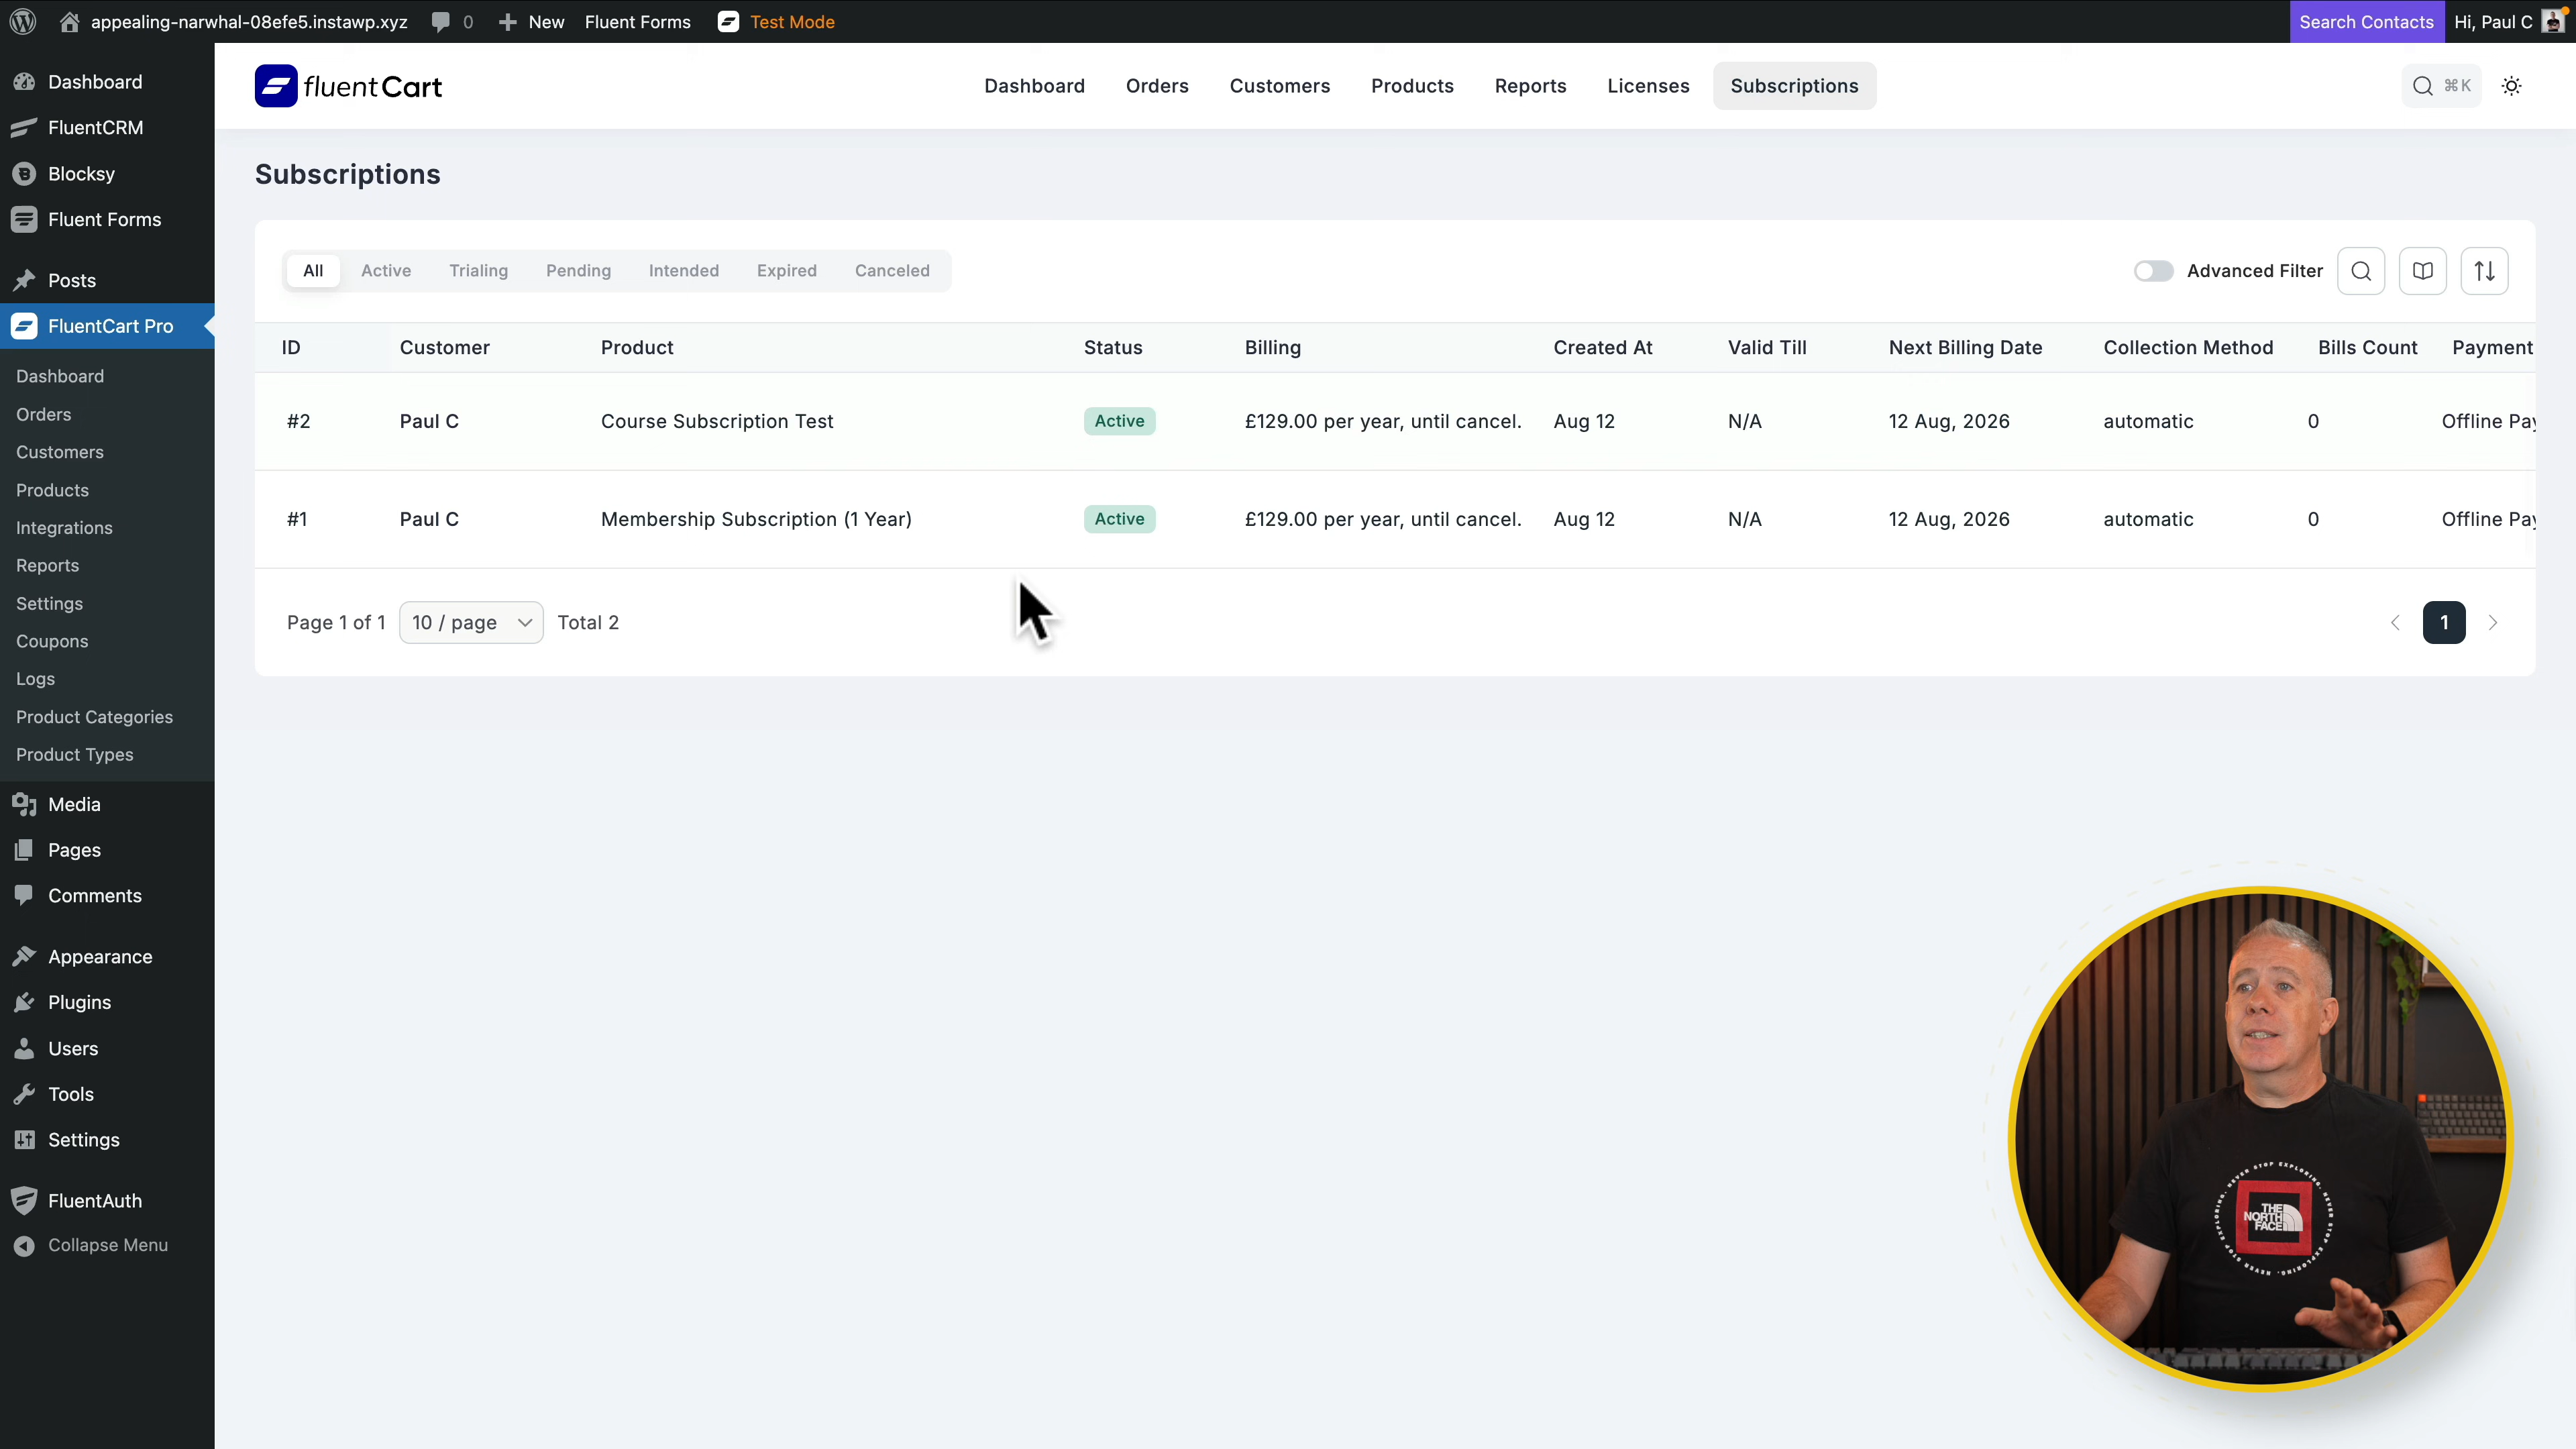 appealing-narwhal-08efe5.instawp.xyz 0 New Fluent Forms Test Mode Search Contacts Hi, Paul C
Dashboard
FluentCRM
Blocksy
Fluent Forms
Posts
FluentCart Pro
Dashboard
Orders
Customers
Products
Integrations
Reports
Settings
Coupons
Logs
Product Categories
Product Types
Media
Pages
Comments
Appearance
Plugins
Users
Tools
Settings
FluentAuth
Collapse Menu
fluentCart Dashboard Orders Customers Products Reports Licenses Subscriptions ⌘K
Subscriptions
All Active Trialing Pending Intended Expired Canceled Advanced Filter
ID Customer Product Status Billing Created At Valid Till Next Billing Date Collection Method Bills Count Payment
#2 Paul C Course Subscription Test Active £129.00 per year, until cancel. Aug 12 N/A 12 Aug, 2026 automatic 0 Offline Pay
#1 Paul C Membership Subscription (1 Year) Active £129.00 per year, until cancel. Aug 12 N/A 12 Aug, 2026 automatic 0 Offline Pay
Page 1 of 1 10 / page Total 2 1
NEVER STOP EXPLORING
THE
NORTH
FACE